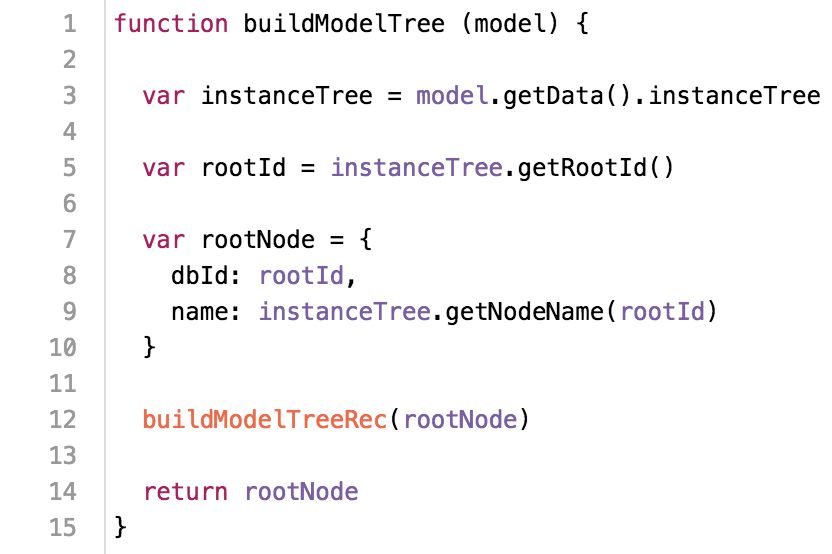 1 function buildModelTree (model) {
2
3   var instanceTree = model.getData().instanceTree
4
5   var rootId = instanceTree.getRootId()
6
7   var rootNode = {
8     dbId: rootId,
9     name: instanceTree.getNodeName(rootId)
10   }
11
12   buildModelTreeRec(rootNode)
13
14   return rootNode
15 }